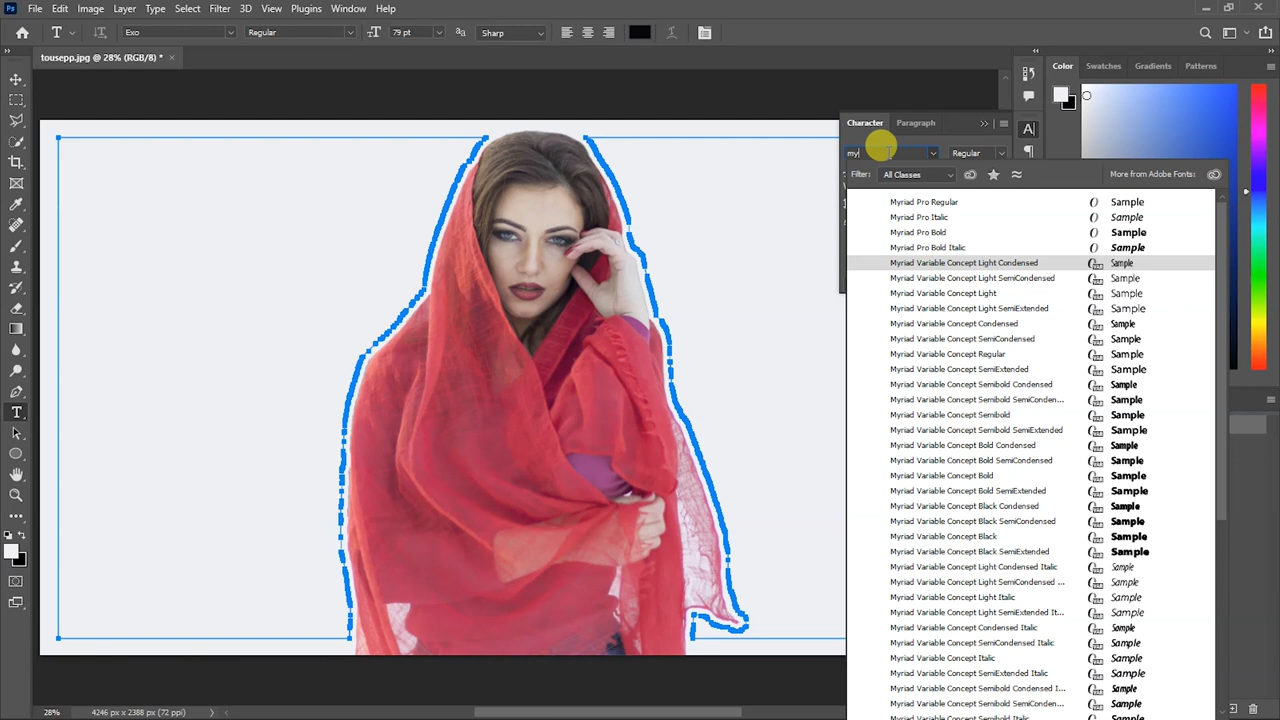 Ps File Edit Image Layer Type Select Filter 3D View Plugins Window Help
T Exo Regular 79 pt Sharp
tousepp.jpg @ 28% (RGB/8) *
Color Swatches Gradients Patterns
Character Paragraph
my Regular
Filter: All Classes More from Adobe Fonts:
Myriad Pro Regular Sample
Myriad Pro Italic Sample
Myriad Pro Bold Sample
Myriad Pro Bold Italic Sample
Myriad Variable Concept Light Condensed Sample
Myriad Variable Concept Light SemiCondensed Sample
Myriad Variable Concept Light Sample
Myriad Variable Concept Light SemiExtended Sample
Myriad Variable Concept Condensed Sample
Myriad Variable Concept SemiCondensed Sample
Myriad Variable Concept Regular Sample
Myriad Variable Concept SemiExtended Sample
Myriad Variable Concept Semibold Condensed Sample
Myriad Variable Concept Semibold SemiConden... Sample
Myriad Variable Concept Semibold Sample
Myriad Variable Concept Semibold SemiExtended Sample
Myriad Variable Concept Bold Condensed Sample
Myriad Variable Concept Bold SemiCondensed Sample
Myriad Variable Concept Bold Sample
Myriad Variable Concept Bold SemiExtended Sample
Myriad Variable Concept Black Condensed Sample
Myriad Variable Concept Black SemiCondensed Sample
Myriad Variable Concept Black Sample
Myriad Variable Concept Black SemiExtended Sample
Myriad Variable Concept Light Condensed Italic Sample
Myriad Variable Concept Light SemiCondensed ... Sample
Myriad Variable Concept Light Italic Sample
Myriad Variable Concept Light SemiExtended It... Sample
Myriad Variable Concept Condensed Italic Sample
Myriad Variable Concept SemiCondensed Italic Sample
Myriad Variable Concept Italic Sample
Myriad Variable Concept SemiExtended Italic Sample
Myriad Variable Concept Semibold Condensed I... Sample
Myriad Variable Concept Semibold SemiConden... Sample
Myriad Variable Concept Semibold Italic Sample
28% 4246 px x 2388 px (72 ppi)